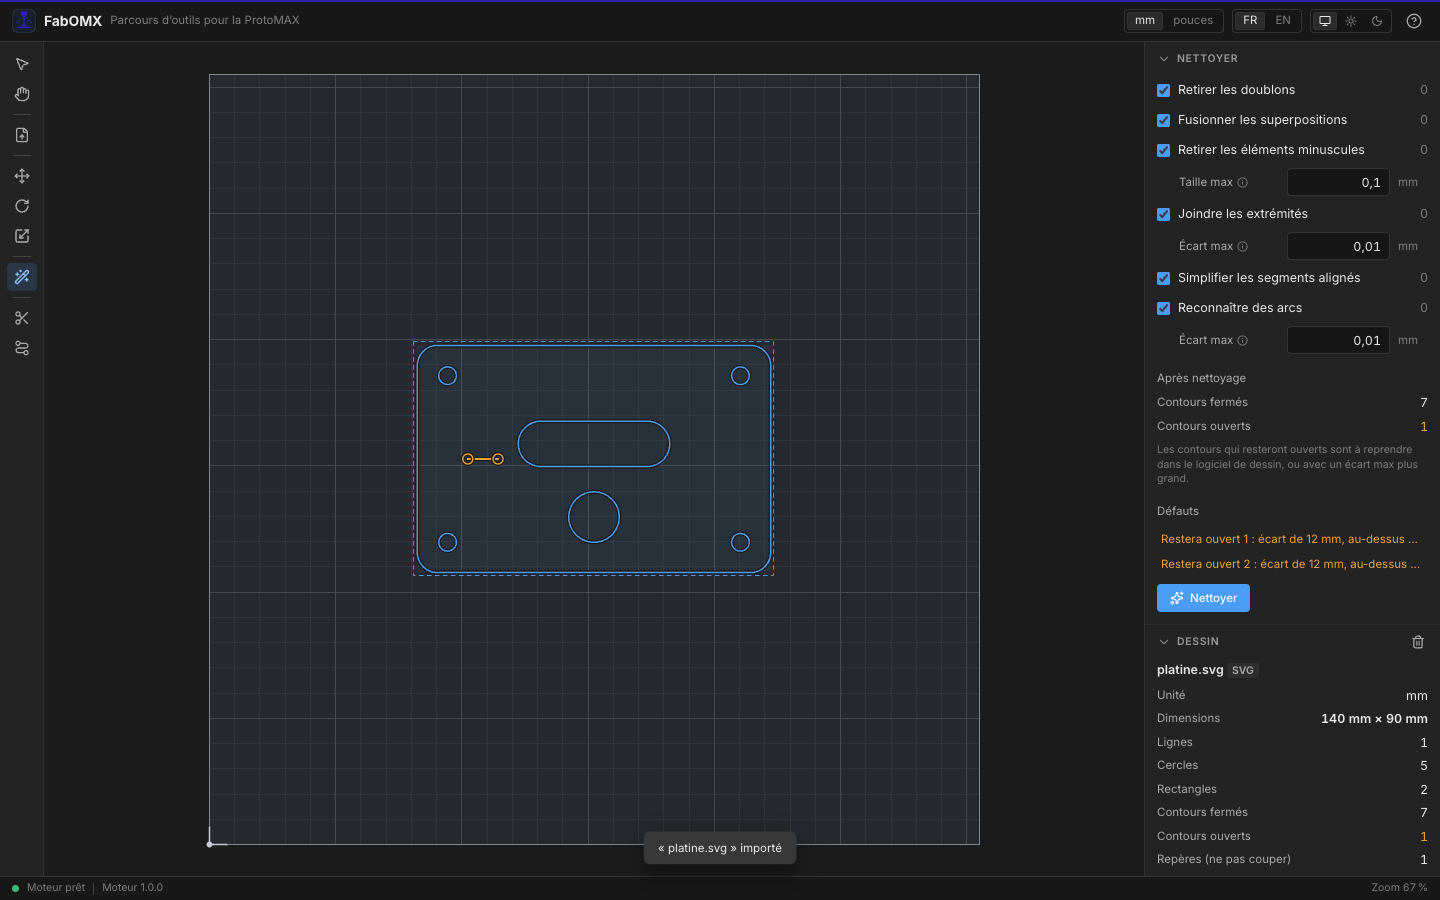 FabOMX Parcours d'outils pour la ProtoMAX
mm pouces
FR EN
NETTOYER
Retirer les doublons 0
Fusionner les superpositions 0
Retirer les éléments minuscules 0
Taille max 0,1 mm
Joindre les extrémités 0
Écart max 0,01 mm
Simplifier les segments alignés 0
Reconnaître des arcs 0
Écart max 0,01 mm
Après nettoyage
Contours fermés 7
Contours ouverts 1
Les contours qui resteront ouverts sont à reprendre
dans le logiciel de dessin, ou avec un écart max plus
grand.
Défauts
Restera ouvert 1 : écart de 12 mm, au-dessus ...
Restera ouvert 2 : écart de 12 mm, au-dessus ...
Nettoyer
DESSIN
platine.svg SVG
Unité mm
Dimensions 140 mm × 90 mm
Lignes 1
Cercles 5
Rectangles 2
Contours fermés 7
Contours ouverts 1
Repères (ne pas couper) 1
« platine.svg » importé
Moteur prêt Moteur 1.0.0
Zoom 67 %